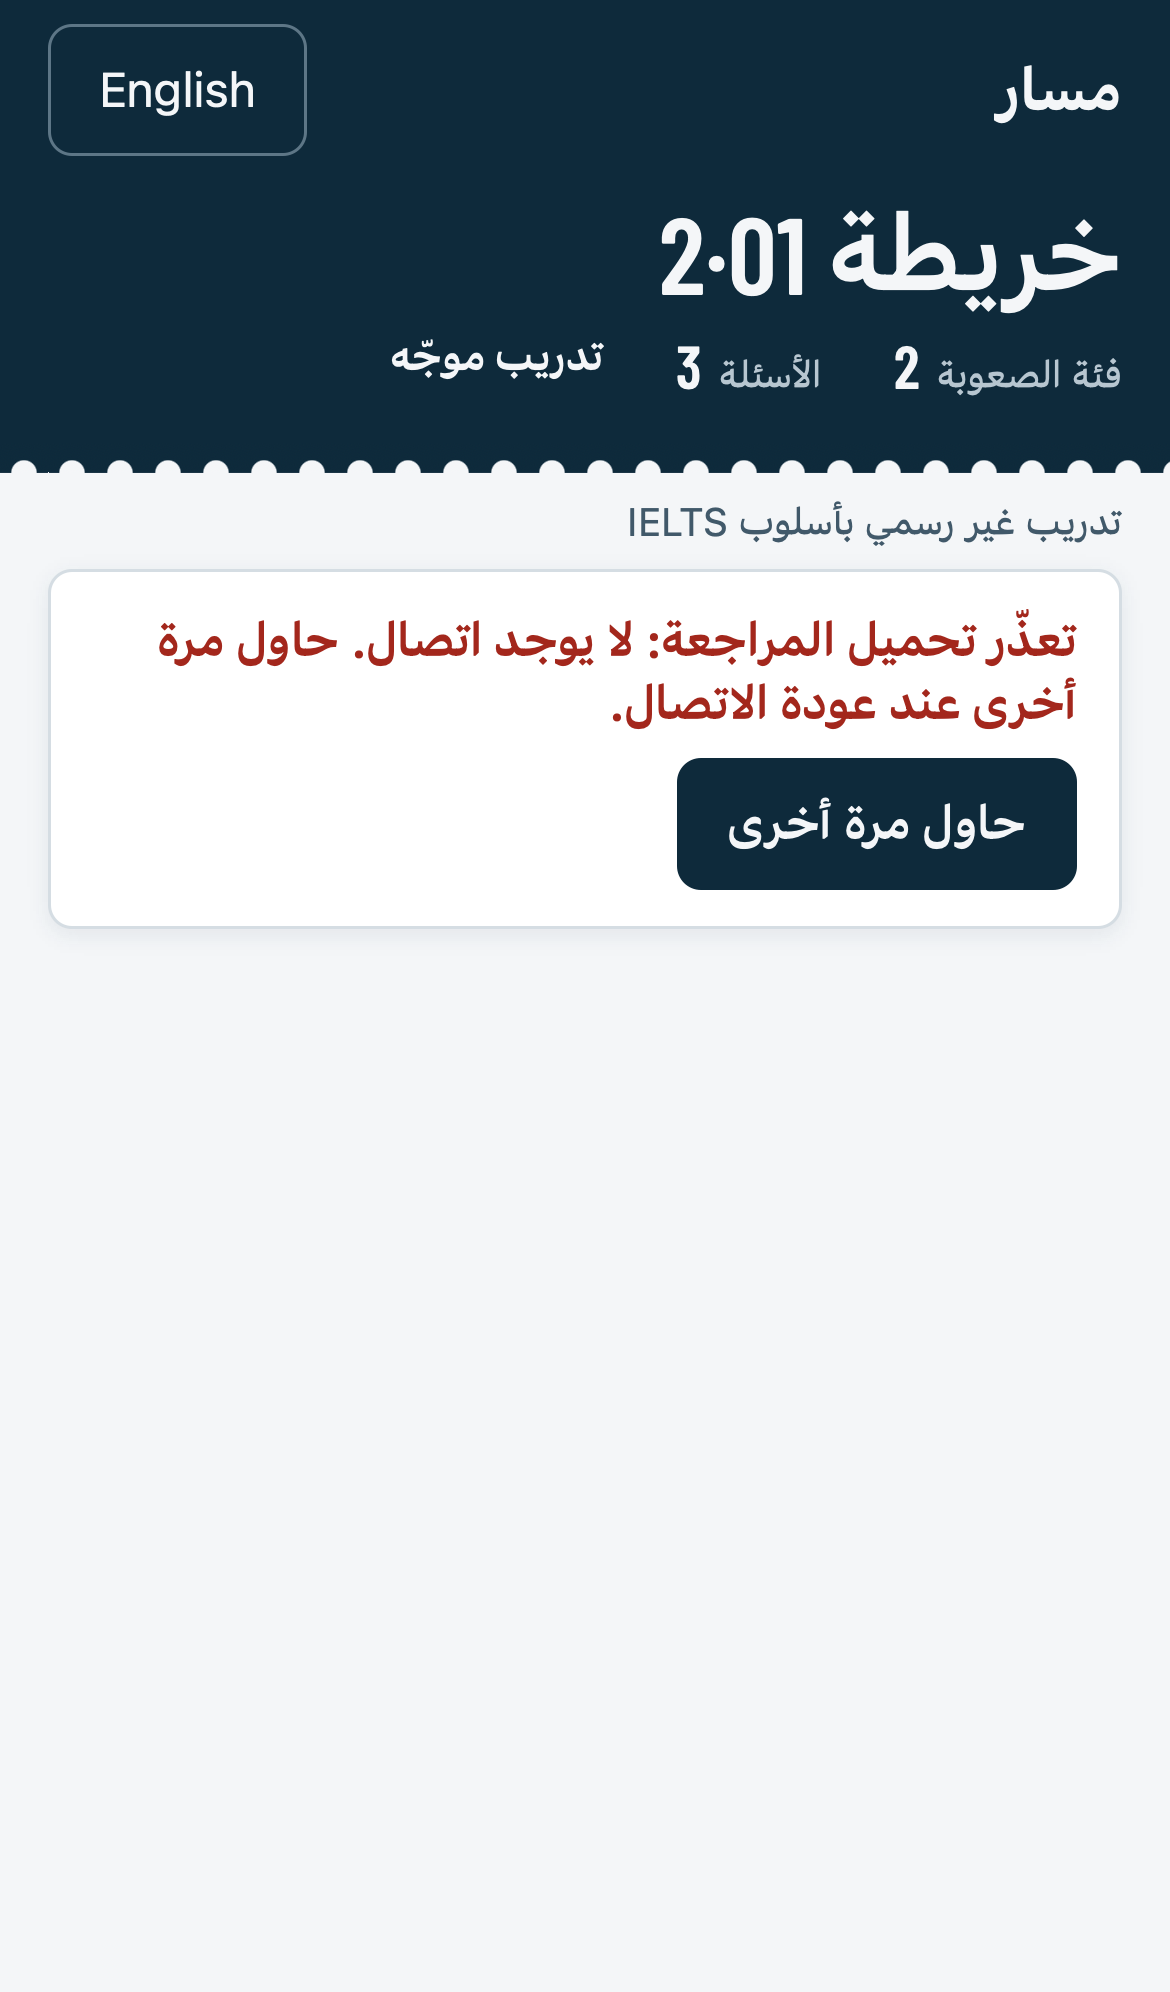 مسار
English
خريطة 2·01
فئة الصعوبة 2 الأسئلة 3 تدريب موجّه
تدريب غير رسمي بأسلوب IELTS
تعذّر تحميل المراجعة: لا يوجد اتصال. حاول مرة
أخرى عند عودة الاتصال.
حاول مرة أخرى